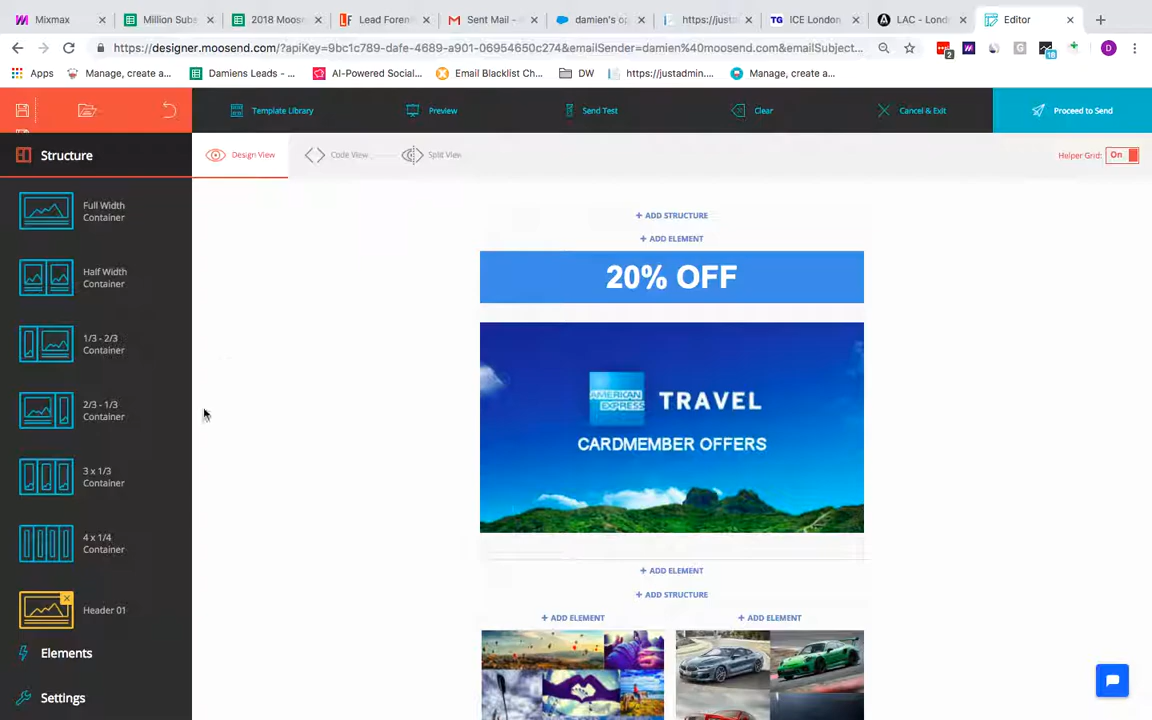 Mixmax
Million Subs
2018 Moose
Lead Foren
Sent Mail -
damien's op
https://just
ICE London,
LAC - Lond
Editor
https://designer.moosend.com/?apiKey=9bc1c789-dafe-4689-a901-06954650c274&emailSender=damien%40moosend.com&emailSubject...
2
18
D
Apps
Manage, create a...
Damiens Leads - ...
AI-Powered Social...
Email Blacklist Ch...
DW
https://justadmin....
Manage, create a...
Template Library
Preview
Send Test
Clear
Cancel & Exit
Proceed to Send
Structure
Design View
Code View
Split View
Helper Grid:
On
Full Width
Container
Half Width
Container
1/3 - 2/3
Container
2/3 - 1/3
Container
3 x 1/3
Container
4 x 1/4
Container
Header 01
Elements
Settings
+ ADD STRUCTURE
+ ADD ELEMENT
20% OFF
AMERICAN
EXPRESS
TRAVEL
CARDMEMBER OFFERS
+ ADD ELEMENT
+ ADD STRUCTURE
+ ADD ELEMENT
+ ADD ELEMENT